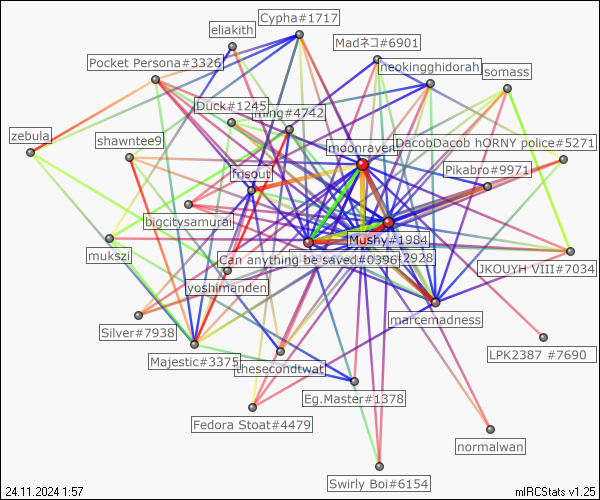 Cypha#1717
eliakith
Madネコ#6901
Pocket Persona#3326
neokingghidorah
somass
Duck#1245
ming#4742
zebula
shawntee9
moonraven
DacobDacob hORNY police#5271
frisout
Pikabro#9971
bigcitysamurai
Mushy#1984
mukszi
Can anything be saved#0396
#2928
JKOUYH VIII#7034
yoshimanden
marcemadness
Silver#7938
LPK2387 #7690
Majestic#3375
thesecondtwat
Eg.Master#1378
Fedora Stoat#4479
normalwan
Swirly Boi#6154
24.11.2024 1:57
mIRCStats v1.25